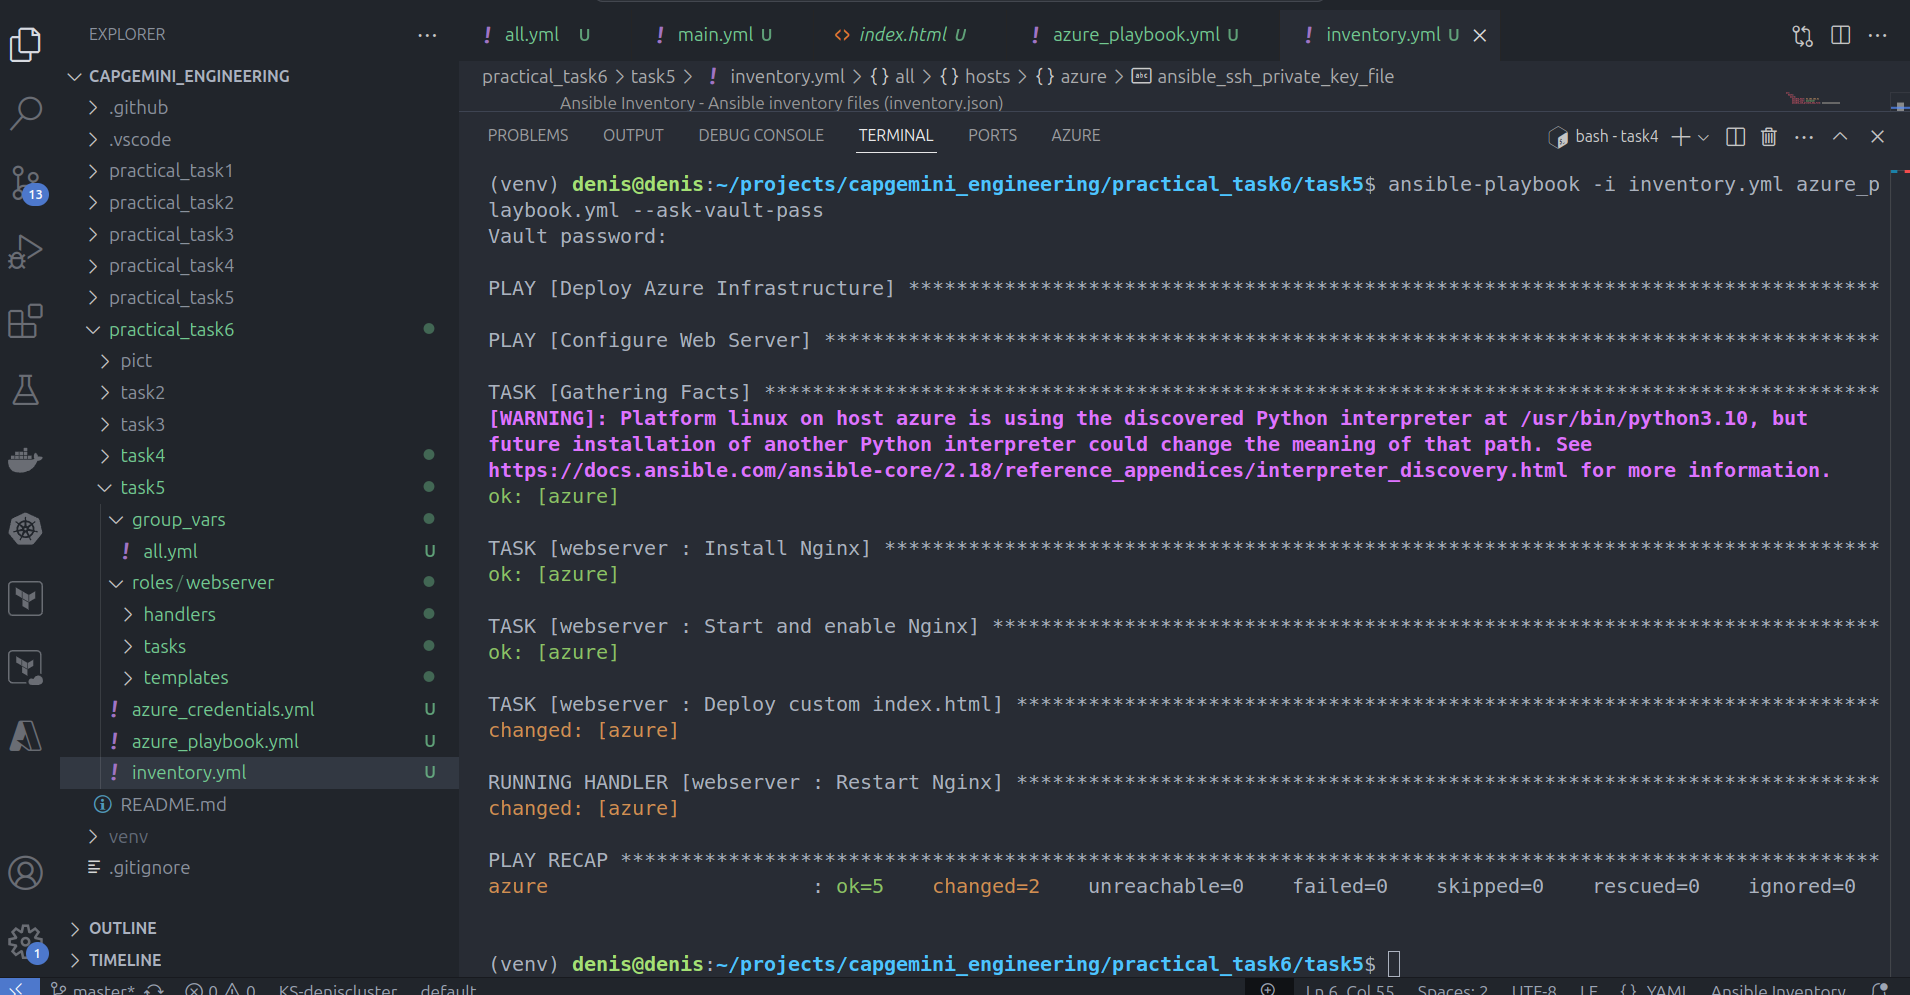 EXPLORER
CAPGEMINI_ENGINEERING
.github
.vscode
practical_task1
practical_task2
practical_task3
practical_task4
practical_task5
practical_task6
pict
task2
task3
task4
task5
group_vars
all.yml U
roles/webserver
handlers
tasks
templates
azure_credentials.yml U
azure_playbook.yml U
inventory.yml U
README.md
venv
.gitignore
OUTLINE
TIMELINE
13
1
all.yml U main.yml U index.html U azure_playbook.yml U inventory.yml U
practical_task6 > task5 > ! inventory.yml > {} all > {} hosts > {} azure > abc ansible_ssh_private_key_file
Ansible Inventory - Ansible inventory files (inventory.json)
PROBLEMS OUTPUT DEBUG CONSOLE TERMINAL PORTS AZURE bash - task4
(venv) denis@denis:~/projects/capgemini_engineering/practical_task6/task5$ ansible-playbook -i inventory.yml azure_p
laybook.yml --ask-vault-pass
Vault password:
PLAY [Deploy Azure Infrastructure] *********************************************************************************
PLAY [Configure Web Server] ****************************************************************************************
TASK [Gathering Facts] *********************************************************************************************
[WARNING]: Platform linux on host azure is using the discovered Python interpreter at /usr/bin/python3.10, but
future installation of another Python interpreter could change the meaning of that path. See
https://docs.ansible.com/ansible-core/2.18/reference_appendices/interpreter_discovery.html for more information.
ok: [azure]
TASK [webserver : Install Nginx] ***********************************************************************************
ok: [azure]
TASK [webserver : Start and enable Nginx] **************************************************************************
ok: [azure]
TASK [webserver : Deploy custom index.html] ************************************************************************
changed: [azure]
RUNNING HANDLER [webserver : Restart Nginx] ************************************************************************
changed: [azure]
PLAY RECAP *********************************************************************************************************
azure : ok=5 changed=2 unreachable=0 failed=0 skipped=0 rescued=0 ignored=0
(venv) denis@denis:~/projects/capgemini_engineering/practical_task6/task5$
master* 0 0 KS-deniscluster default Ln 6, Col 55 Spaces: 2 UTF-8 LF {} YAML Ansible Inventory